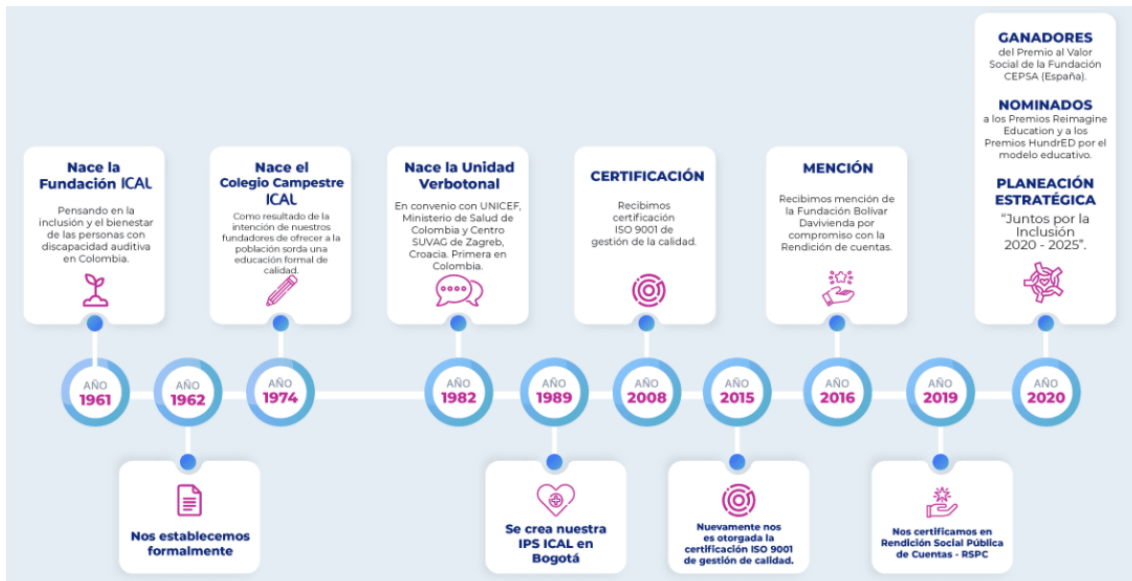 Nace la
Fundación ICAL
Pensando en la
inclusión y el bienestar
de las personas con
discapacidad auditiva
en Colombia.
Nace el
Colegio Campestre
ICAL
Como resultado de la
intención de nuestros
fundadores de ofrecer a la
población sorda una
educación formal de
calidad.
Nace la Unidad
Verbotonal
En convenio con UNICEF,
Ministerio de Salud de
Colombia y Centro
SUVAG de Zagreb,
Croacia. Primera en
Colombia.
CERTIFICACIÓN
Recibimos
certificación
ISO 9001 de
gestión de la calidad.
MENCIÓN
Recibimos mención de
la Fundación Bolívar
Davivienda por
compromiso con la
Rendición de cuentas.
GANADORES
del Premio al Valor
Social de la Fundación
CEPSA (España).
NOMINADOS
a los Premios Reimagine
Education y a los
Premios HundrED por el
modelo educativo.
PLANEACIÓN
ESTRATÉGICA
“Juntos por la
Inclusión
2020 - 2025”.
AÑO
1961
AÑO
1962
AÑO
1974
AÑO
1982
AÑO
1989
AÑO
2008
AÑO
2015
AÑO
2016
AÑO
2019
AÑO
2020
Nos establecemos
formalmente
Se crea nuestra
IPS ICAL en
Bogotá
Nuevamente nos
es otorgada la
certificación ISO 9001
de gestión de calidad.
Nos certificamos en
Rendición Social Pública
de Cuentas - RSPC